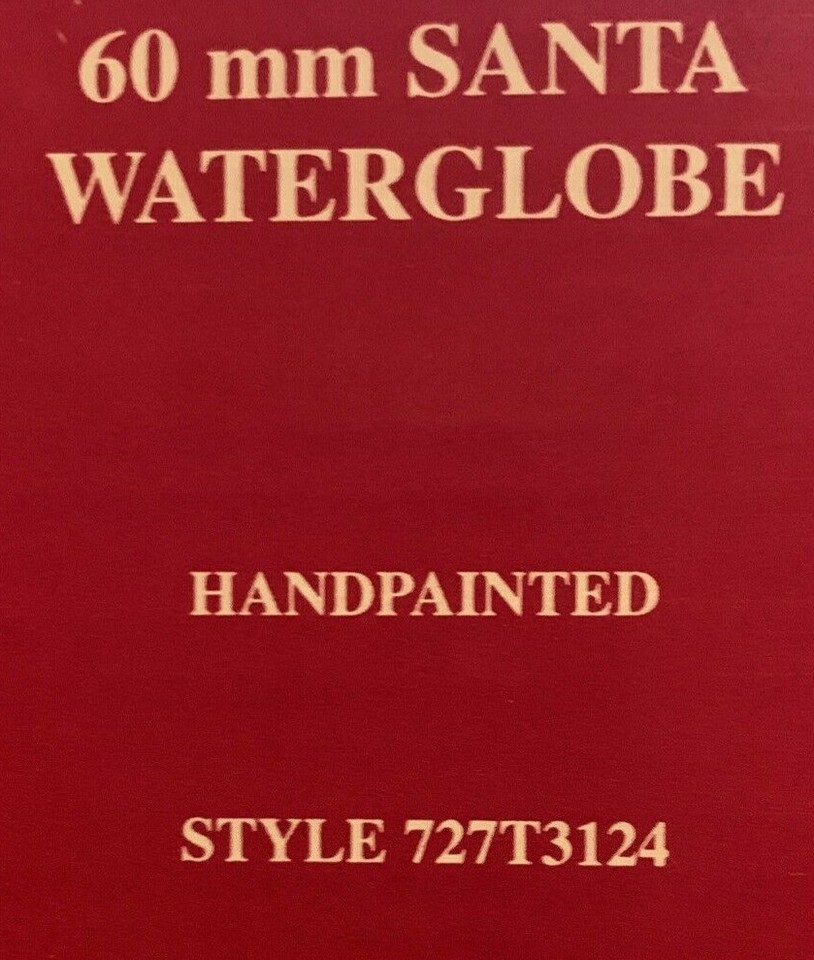 60 mm SANTA
WATERGLOBE
HANDPAINTED
STYLE 727T3124